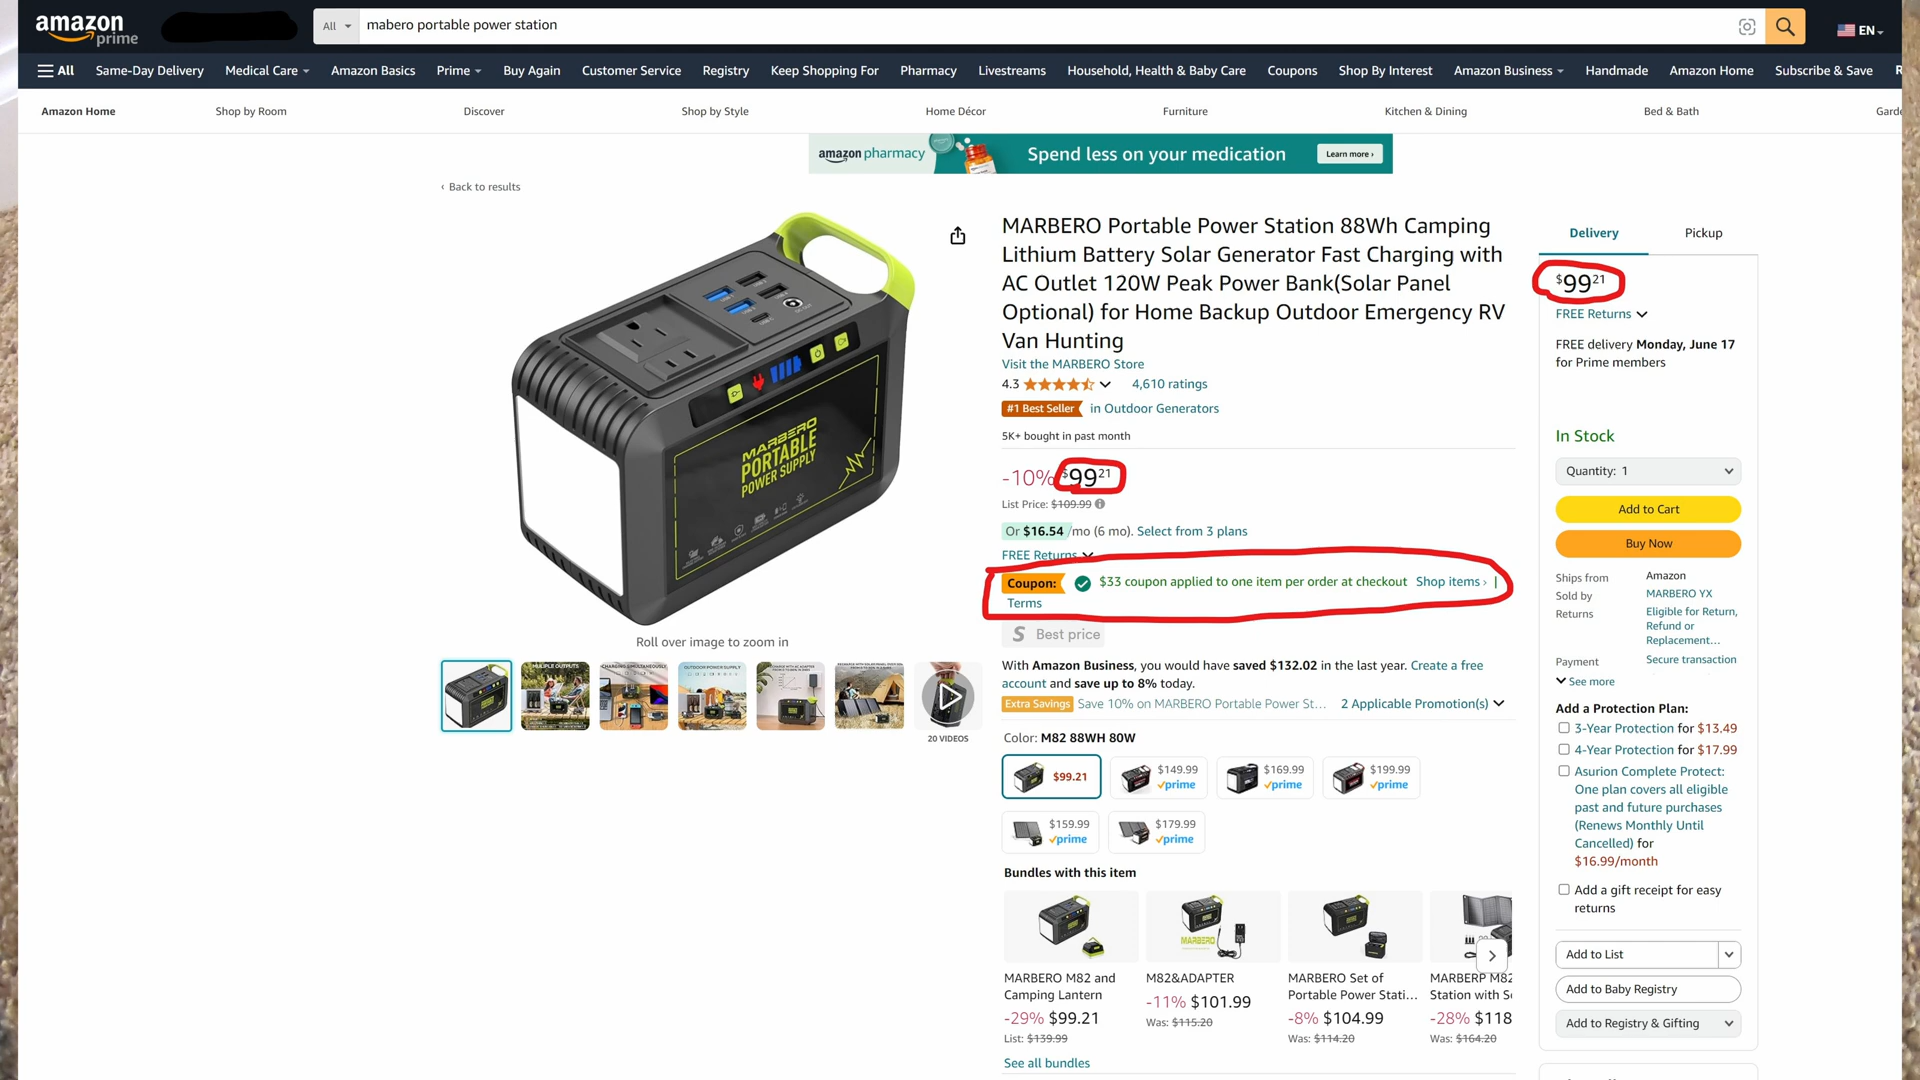 amazon
prime
All
mabero portable power station
EN
All Same-Day Delivery Medical Care Amazon Basics Prime Buy Again Customer Service Registry Keep Shopping For Pharmacy Livestreams Household, Health & Baby Care Coupons Shop By Interest Amazon Business Handmade Amazon Home Subscribe & Save
Amazon Home Shop by Room Discover Shop by Style Home Décor Furniture Kitchen & Dining Bed & Bath
amazon pharmacy Spend less on your medication Learn more ›
‹ Back to results
MARBERO
PORTABLE
POWER SUPPLY
Roll over image to zoom in
20 VIDEOS
MARBERO Portable Power Station 88Wh Camping
Lithium Battery Solar Generator Fast Charging with
AC Outlet 120W Peak Power Bank(Solar Panel
Optional) for Home Backup Outdoor Emergency RV
Van Hunting
Visit the MARBERO Store
4.3 4,610 ratings
#1 Best Seller in Outdoor Generators
5K+ bought in past month
-10% $99 21
List Price: $109.99
Or $16.54 /mo (6 mo). Select from 3 plans
FREE Returns
Coupon: $33 coupon applied to one item per order at checkout Shop items › |
Terms
S Best price
With Amazon Business, you would have saved $132.02 in the last year. Create a free
account and save up to 8% today.
Extra Savings Save 10% on MARBERO Portable Power St... 2 Applicable Promotion(s)
Color: M82 88WH 80W
$99.21
$149.99
prime
$169.99
prime
$199.99
prime
$159.99
prime
$179.99
prime
Bundles with this item
MARBERO M82 and
Camping Lantern
-29% $99.21
List: $139.99
MARBERO
M82&ADAPTER
-11% $101.99
Was: $115.20
MARBERO Set of
Portable Power Stati...
-8% $104.99
Was: $114.20
MARBERP M82
Station with
-28% $118
Was: $164.20
See all bundles
Delivery Pickup
$99 21
FREE Returns
FREE delivery Monday, June 17
for Prime members
In Stock
Quantity: 1
Add to Cart
Buy Now
Ships from Amazon
Sold by MARBERO YX
Returns Eligible for Return,
Refund or
Replacement...
Payment Secure transaction
See more
Add a Protection Plan:
3-Year Protection for $13.49
4-Year Protection for $17.99
Asurion Complete Protect:
One plan covers all eligible
past and future purchases
(Renews Monthly Until
Cancelled) for
$16.99/month
Add a gift receipt for easy
returns
Add to List
Add to Baby Registry
Add to Registry & Gifting